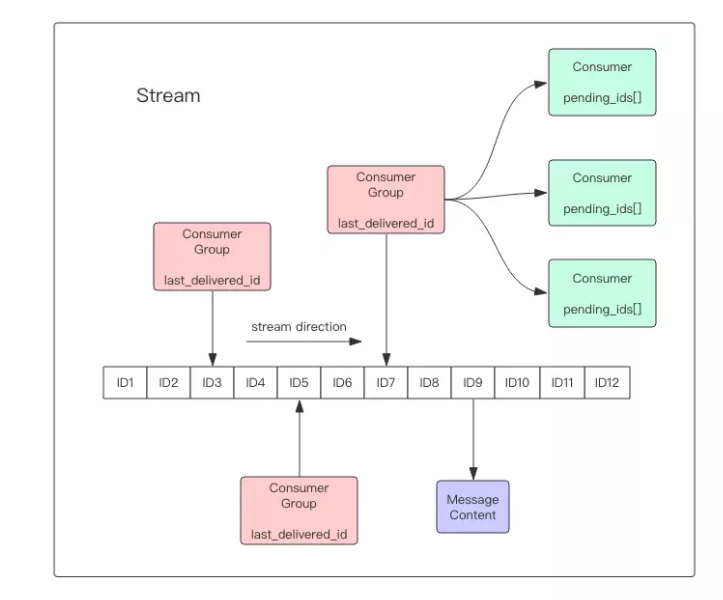 Stream
Consumer
pending_ids[]
Consumer
Group
last_delivered_id
Consumer
pending_ids[]
Consumer
Group
last_delivered_id
Consumer
pending_ids[]
stream direction
ID1 ID2 ID3 ID4 ID5 ID6 ID7 ID8 ID9 ID10 ID11 ID12
Consumer
Group
last_delivered_id
Message
Content